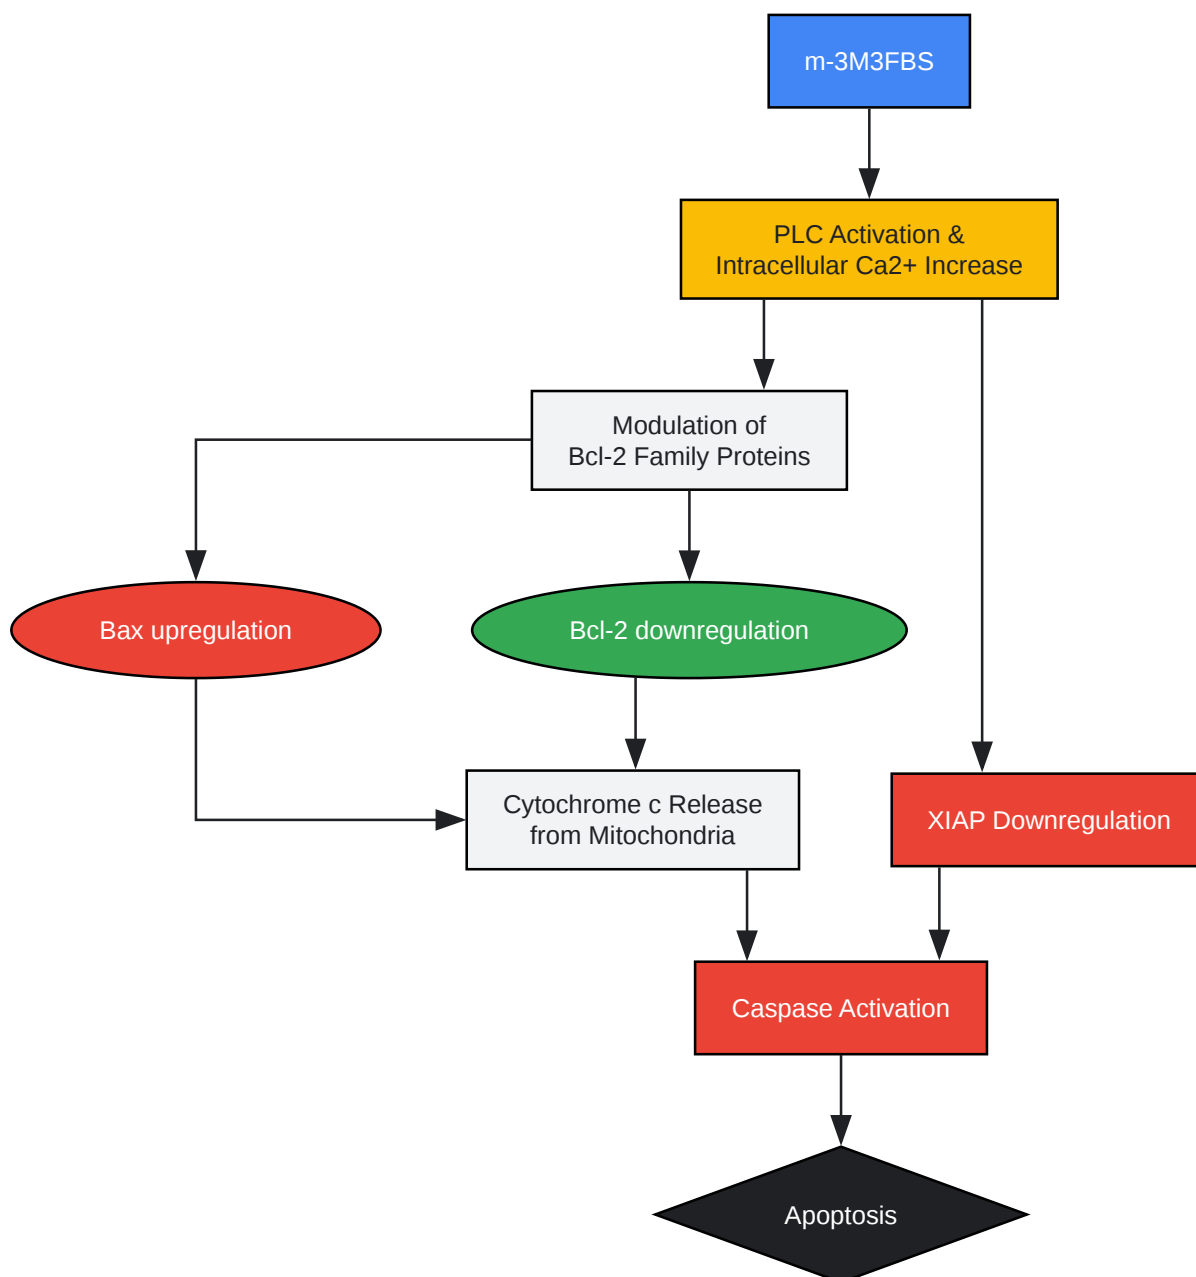 m-3M3FBS
PLC Activation &
Intracellular Ca2+ Increase
Modulation of
Bcl-2 Family Proteins
Bax upregulation
Bcl-2 downregulation
Cytochrome c Release
from Mitochondria
XIAP Downregulation
Caspase Activation
Apoptosis